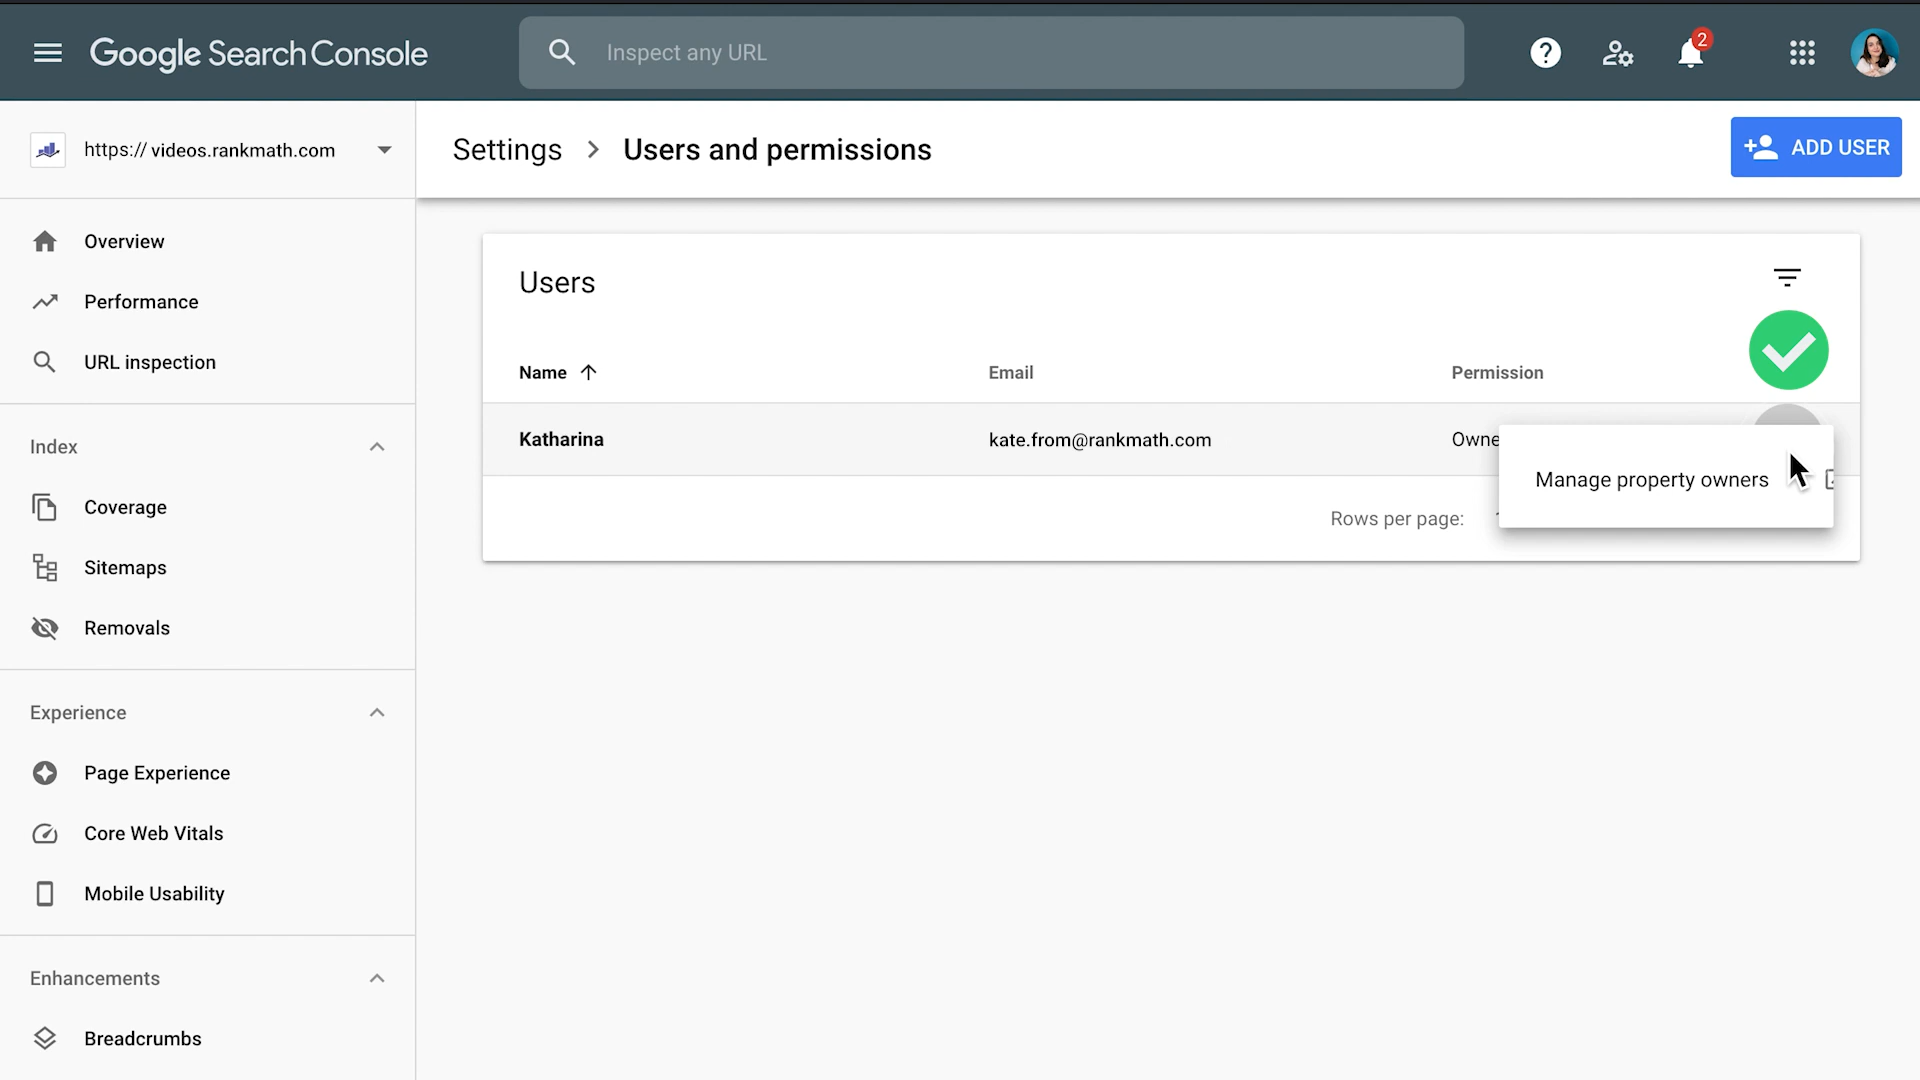 Google Search Console
Inspect any URL
2
https:// videos.rankmath.com
Settings > Users and permissions
ADD USER
Overview
Performance
URL inspection
Index
Coverage
Sitemaps
Removals
Experience
Page Experience
Core Web Vitals
Mobile Usability
Enhancements
Breadcrumbs
Users
Name Email Permission
Katharina kate.from@rankmath.com Owne
Manage property owners
Rows per page: